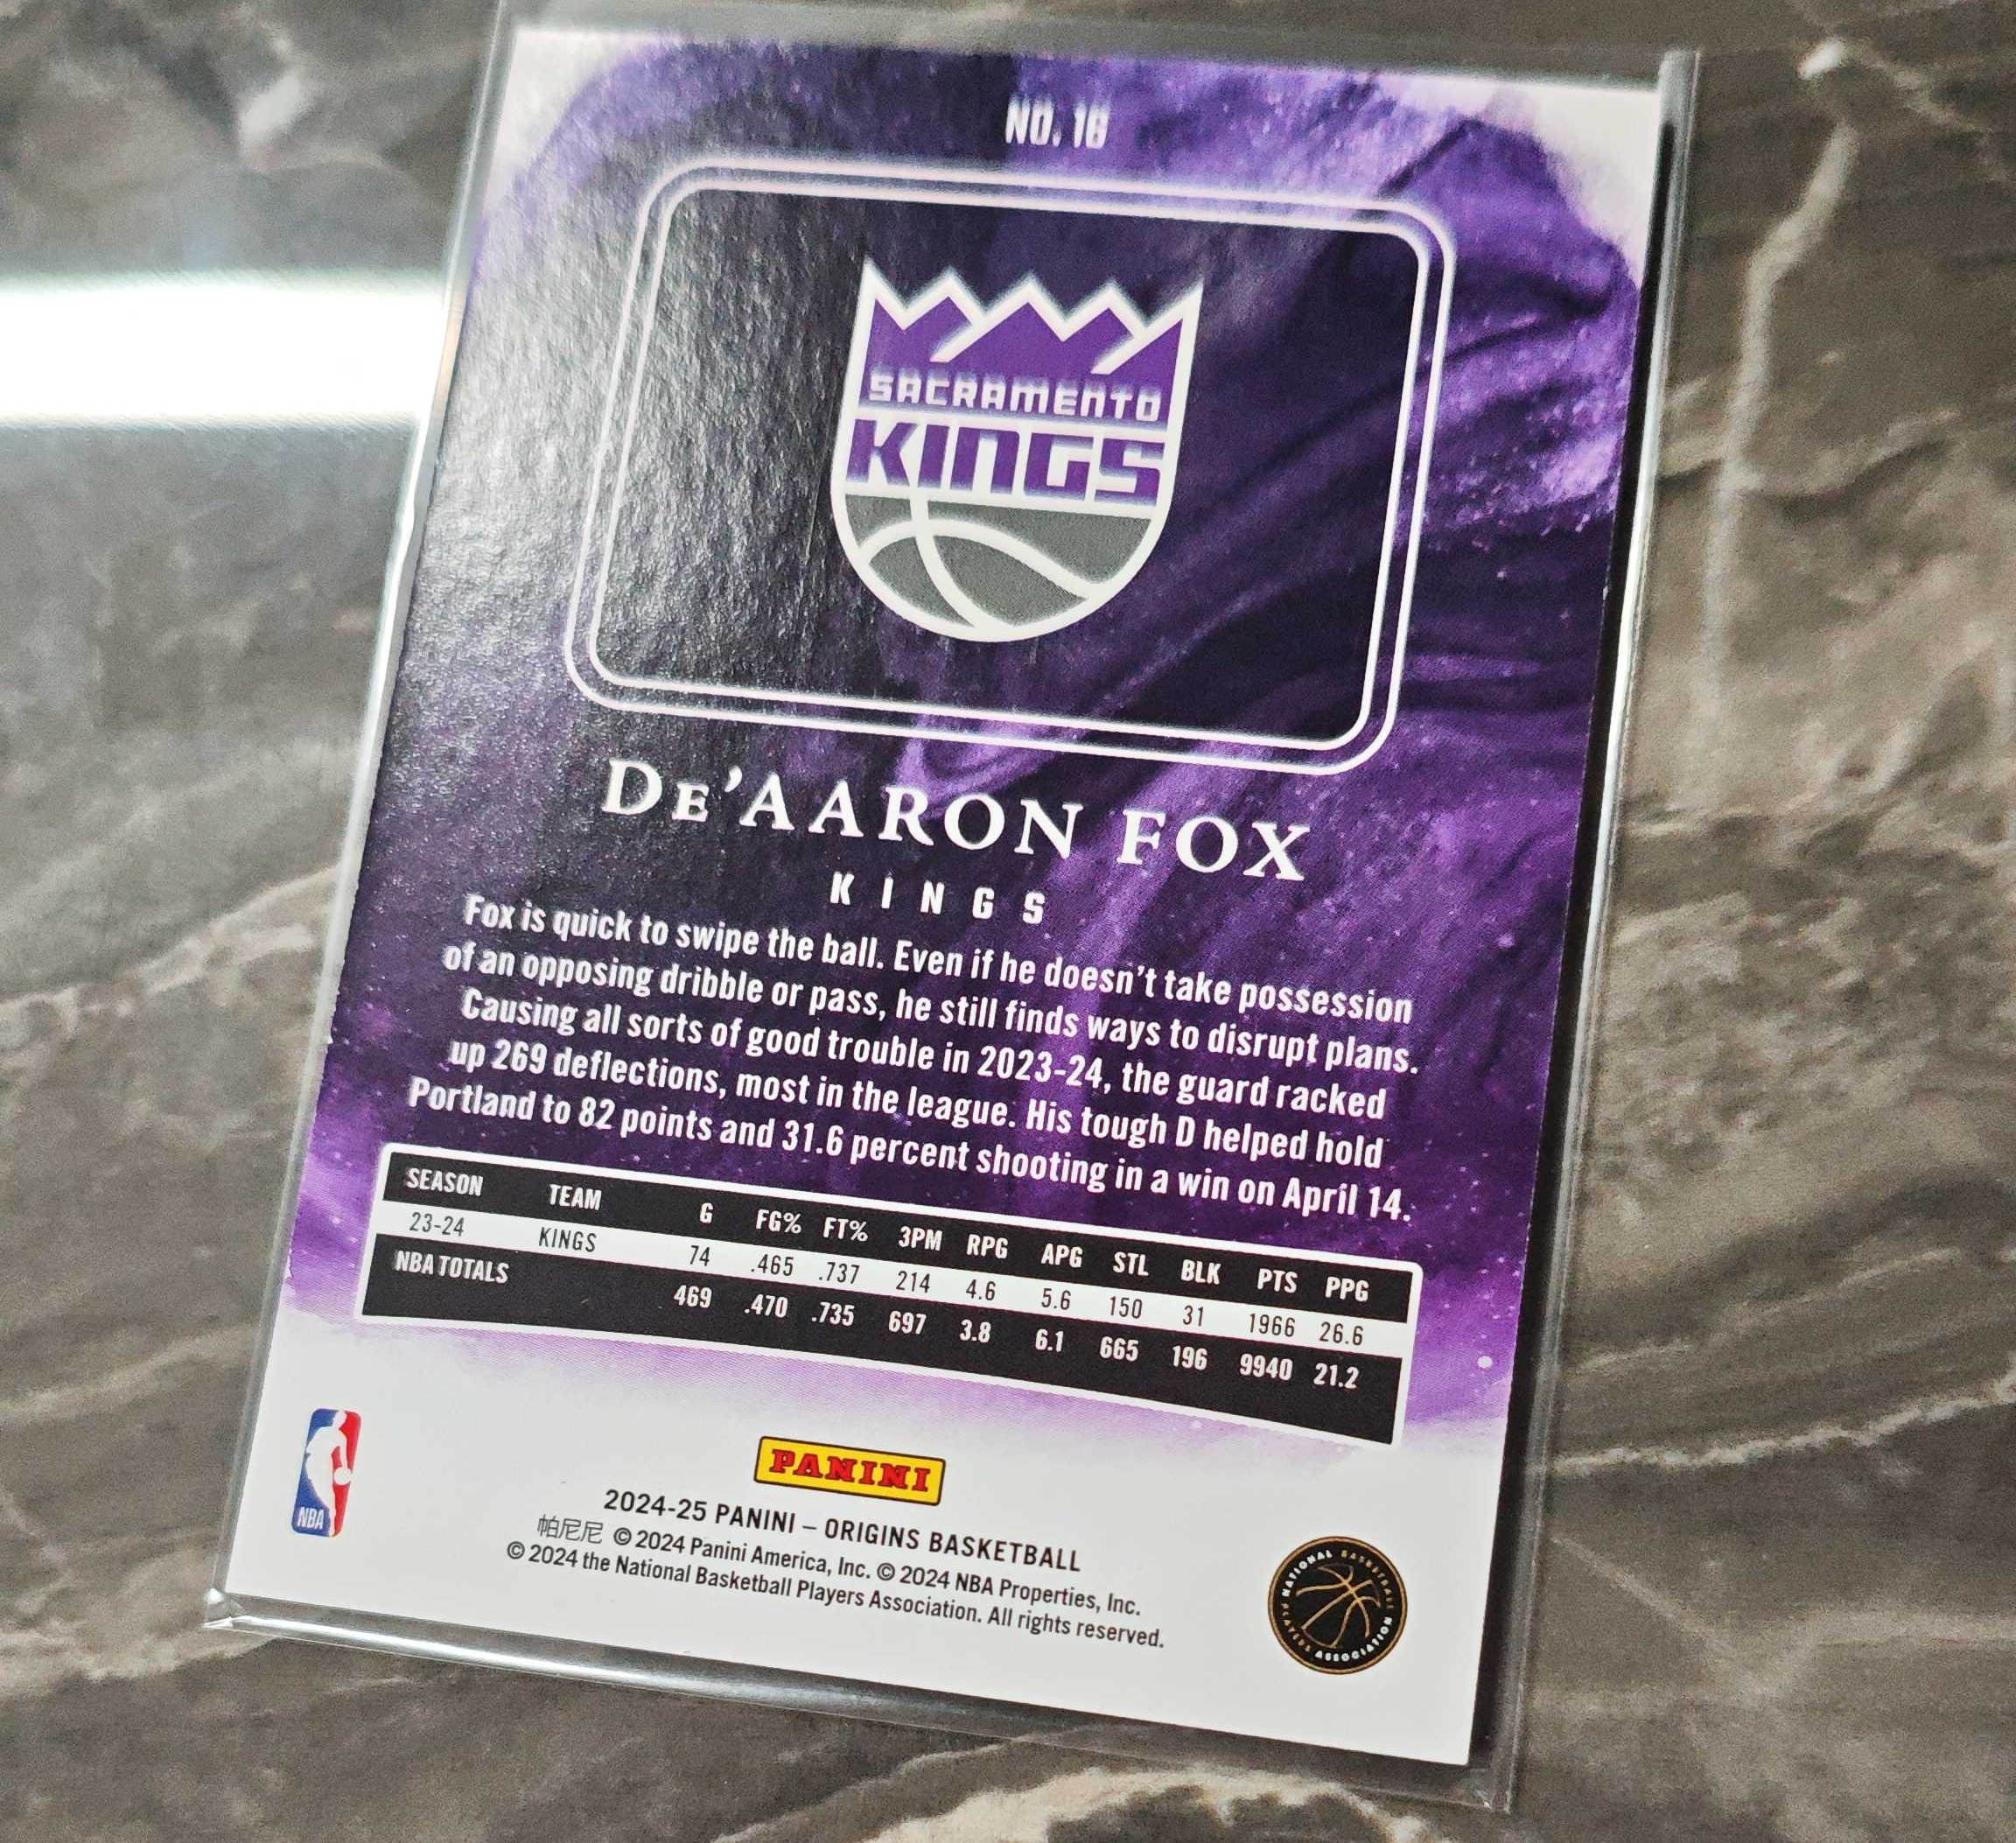 NO. 18
SACRAMENTO
KINGS
DE'AARON FOX
KINGS
Fox is quick to swipe the ball. Even if he doesn't take possession
of an opposing dribble or pass, he still finds ways to disrupt plans.
Causing all sorts of good trouble in 2023-24, the guard racked
up 269 deflections, most in the league. His tough D helped hold
Portland to 82 points and 31.6 percent shooting in a win on April 14.
SEASON TEAM G FG% FT% 3PM RPG APG STL BLK PTS PPG
23-24 KINGS 74 .465 .737 214 4.6 5.6 150 31 1966 26.6
NBA TOTALS 469 .470 .735 697 3.8 6.1 665 196 9940 21.2
NBA
PANINI
2024-25 PANINI – ORIGINS BASKETBALL
帕尼尼 © 2024 Panini America, Inc. © 2024 NBA Properties, Inc.
© 2024 the National Basketball Players Association. All rights reserved.
NATIONAL BASKETBALL
PLAYERS ASSOCIATION